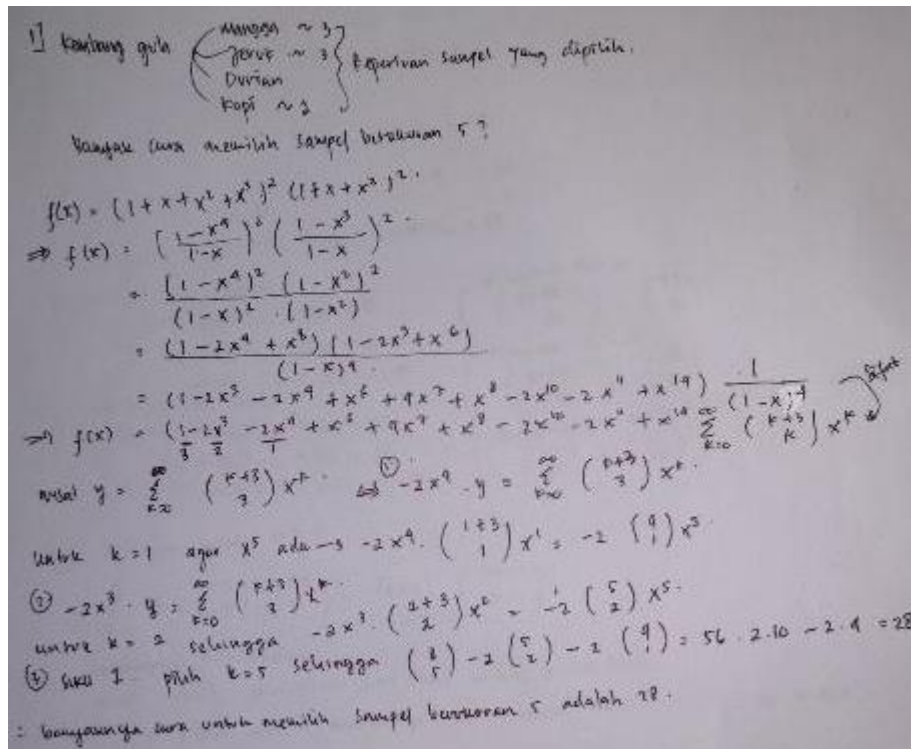 1] Kembang gula
Mangga ~ 3
Jeruk ~ 3
Durian
Kopi ~ 2
Keperluan sampel yang dipilih.
Banyak cara memilih sampel berukuran 5?
f(x) = (1 + x + x² + x³)² (1 + x + x²)².
⇒ f(x) = [(1-x⁴)/(1-x)]² ((1-x³)/(1-x))².
= (1-x⁴)² (1-x³)² / (1-x)² · (1-x²)
= (1-2x⁴ + x⁸) (1-2x³+x⁶) / (1-x)⁴.
= (1-2x³ - 2x⁴ + x⁶ + 4x⁷ + x⁸ - 2x¹⁰ - 2x¹¹ + x¹⁴) 1/(1-x)⁴
⇒ f(x) = (1 - 2x³ - 2x⁴ + x⁶ + 4x⁷ + x⁸ - 2x¹⁰ - 2x¹¹ + x¹⁴ ∑ k=0 ∞ (k+3 k) x^k
3 2 1
misal y = ∑ k=0 ∞ (k+3 3) x^k. ⇔ ① -2x⁴ · y = ∑ k=0 ∞ (k+3 3) x^k.
Untuk k = 1 agar x⁵ ada → -2x⁴. (1+3 1) x¹ = -2 (4 1) x⁵.
② -2x³ · y = ∑ k=0 ∞ (k+3 3) x^k.
untuk k = 2 sehingga -2x³. (2+3 2) x² = -2 (5 2) x⁵.
③ suku 1 pilih k=5 sehingga (8 5) - 2 (5 2) - 2 (4 1) = 56 . 2.10 - 2.4 = 28
∴ banyaknya cara untuk memilih sampel berukuran 5 adalah 28.